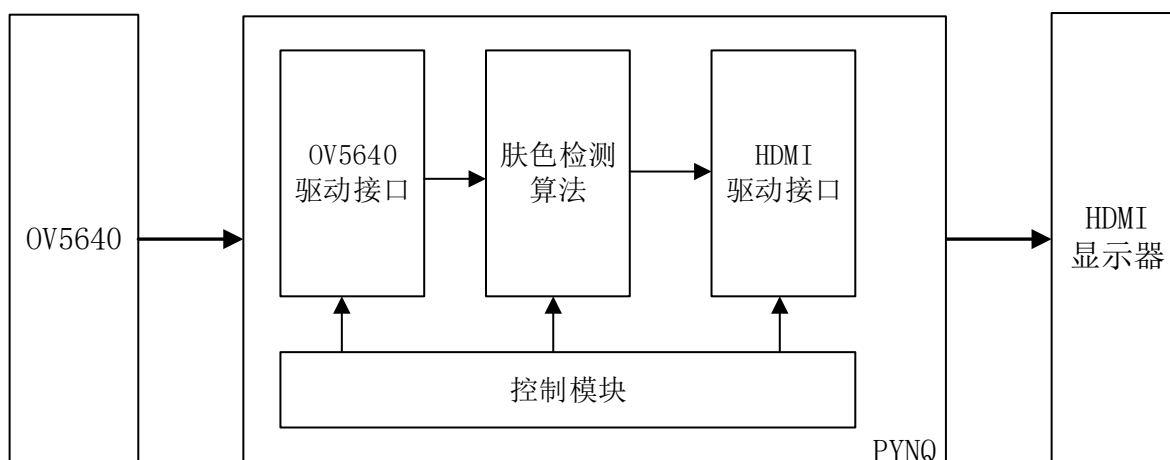 OV5640
OV5640
驱动接口
肤色检测
算法
HDMI
驱动接口
控制模块
PYNQ
HDMI
显示器